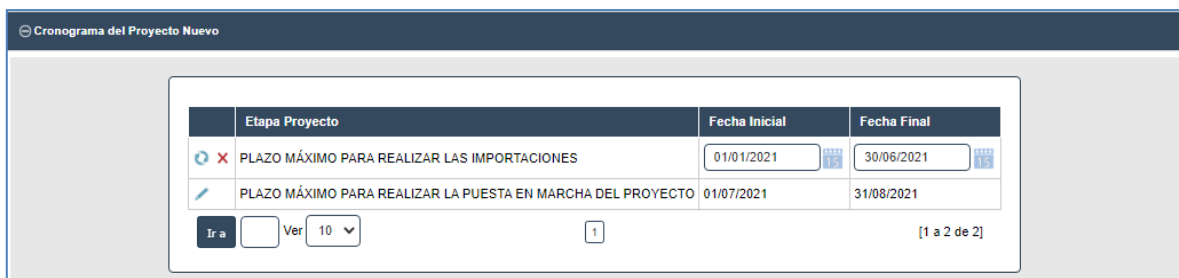 Cronograma del Proyecto Nuevo
Etapa Proyecto Fecha Inicial Fecha Final
PLAZO MÁXIMO PARA REALIZAR LAS IMPORTACIONES 01/01/2021 15 30/06/2021 15
PLAZO MÁXIMO PARA REALIZAR LA PUESTA EN MARCHA DEL PROYECTO 01/07/2021 31/08/2021
Ir a Ver 10 1 [1 a 2 de 2]